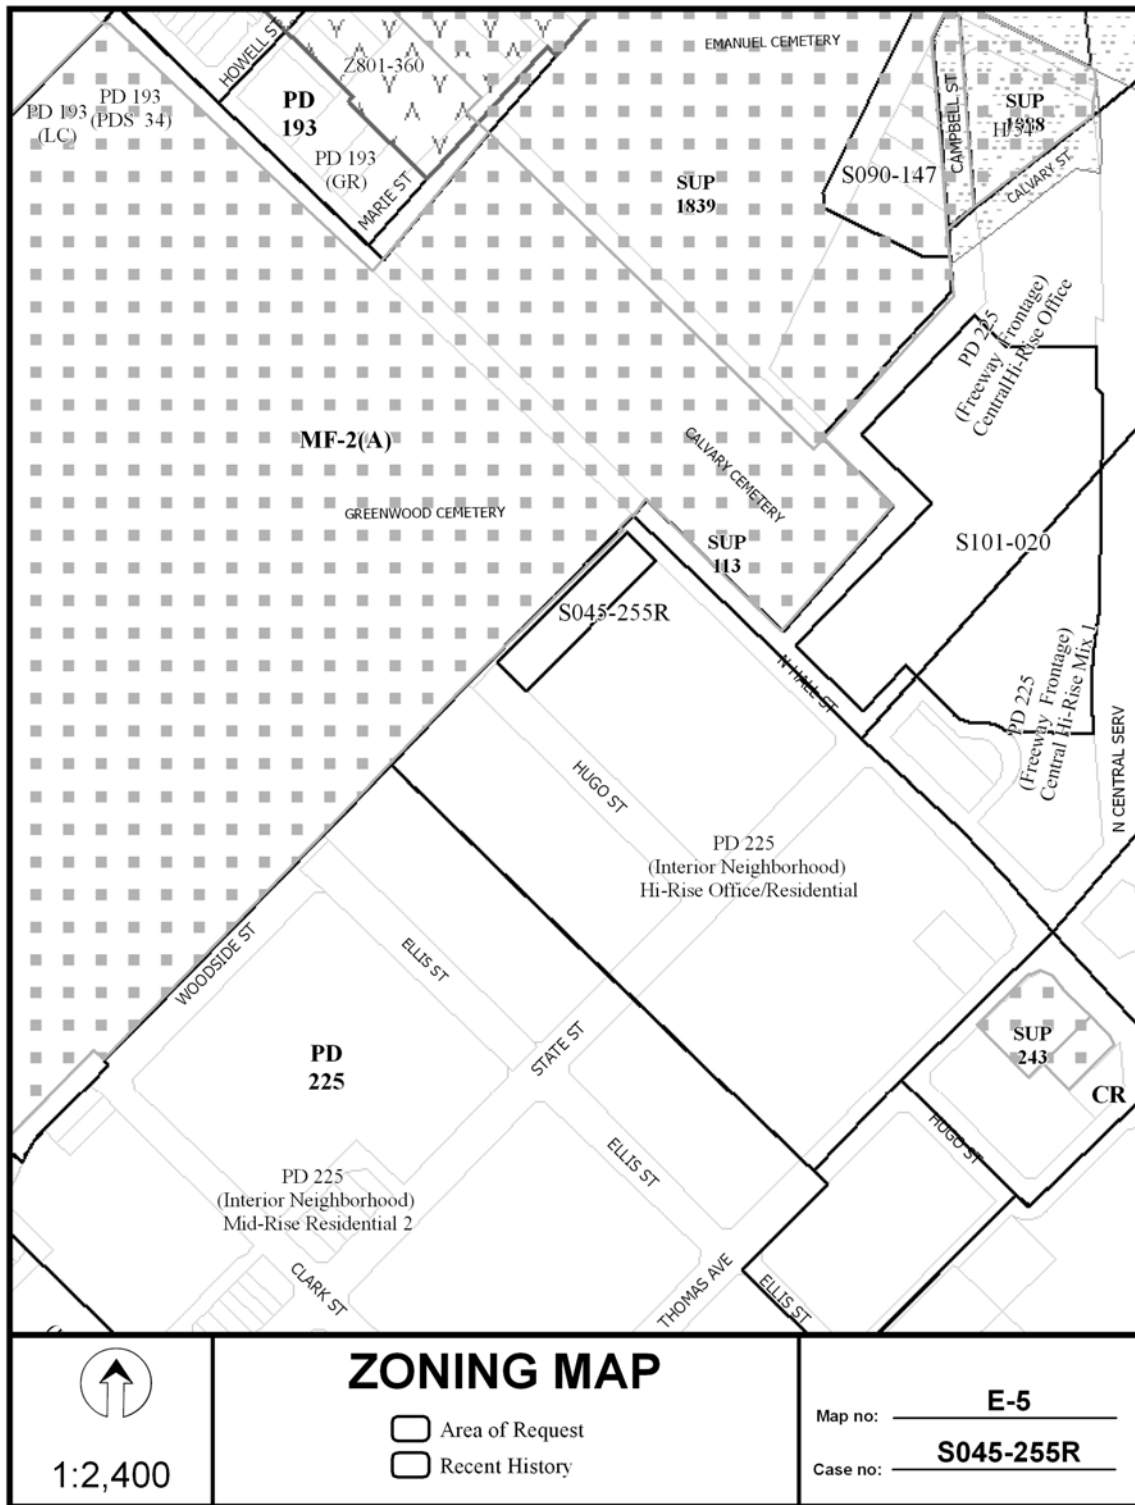 EMANUEL CEMETERY
HOWELL ST
Z801-360
PD 193
(LC)
PD 193
(PDS 34)
PD
193
PD 193
(GR)
MARIE ST
SUP
1839
S090-147
CAMPBELL ST
SUP
CALVARY ST
PD 225
(Freeway Frontage)
Central Hi-Rise Office
MF-2(A)
GREENWOOD CEMETERY
CALVARY CEMETERY
SUP
113
S101-020
S045-255R
N HALL ST
PD 225
(Freeway Frontage)
Central Hi-Rise Mix 1
N CENTRAL SERV
HUGO ST
PD 225
(Interior Neighborhood)
Hi-Rise Office/Residential
WOODSIDE ST
ELLIS ST
STATE ST
PD
225
SUP
243
CR
HUGO ST
ELLIS ST
PD 225
(Interior Neighborhood)
Mid-Rise Residential 2
CLARK ST
THOMAS AVE
ELLIS ST
1:2,400
ZONING MAP
Area of Request
Recent History
Map no: E-5
Case no: S045-255R